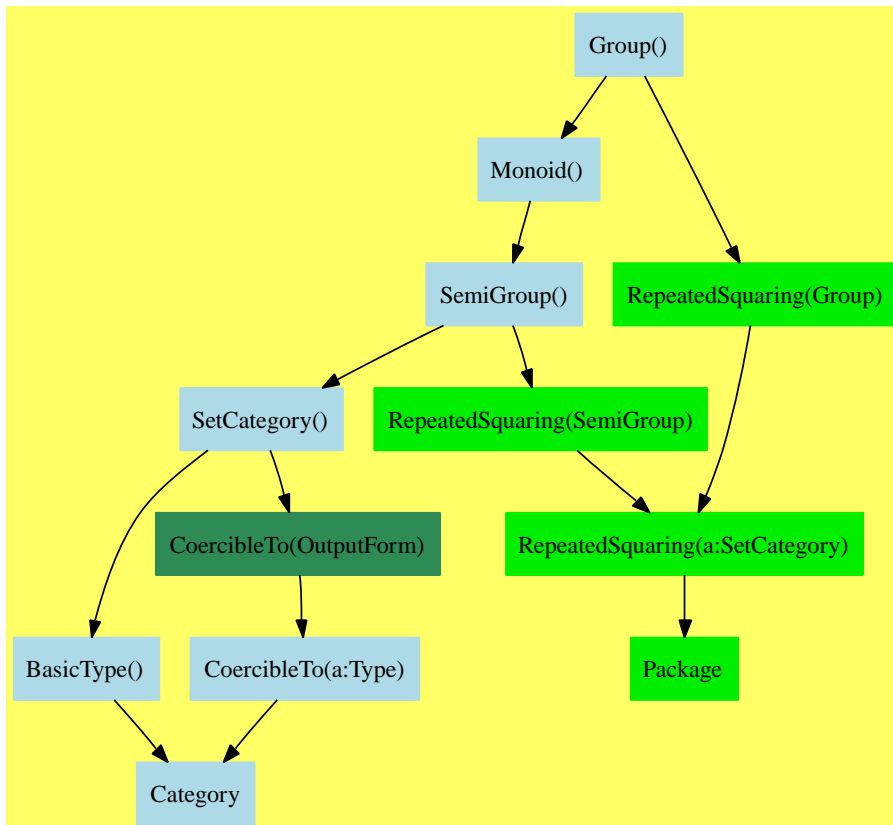 Group()
Monoid()
SemiGroup()
RepeatedSquaring(Group)
SetCategory()
RepeatedSquaring(SemiGroup)
CoercibleTo(OutputForm)
RepeatedSquaring(a:SetCategory)
BasicType()
CoercibleTo(a:Type)
Package
Category